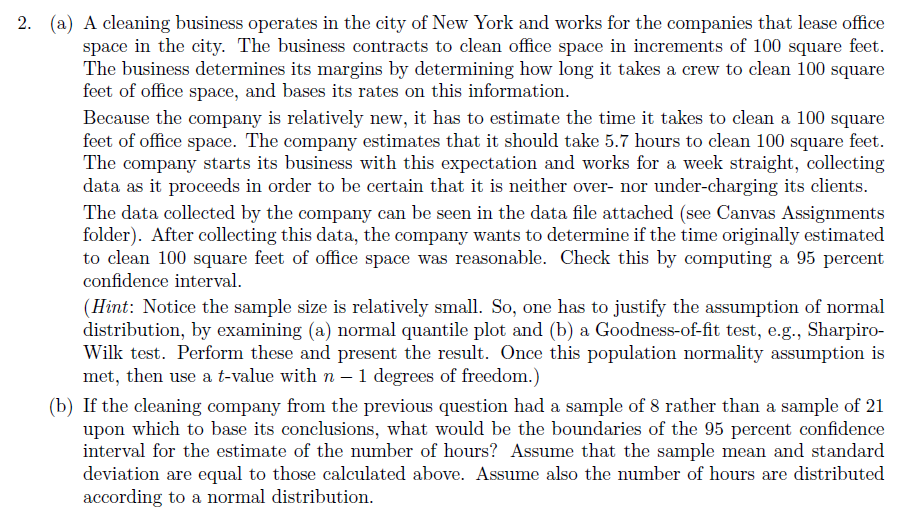 2. (a) A cleaning business operates in the city of New York and works for the companies that lease office
space in the city. The business contracts to clean office space in increments of 100 square feet.
The business determines its margins by determining how long it takes a crew to clean 100 square
feet of office space, and bases its rates on this information.
Because the company is relatively new, it has to estimate the time it takes to clean a 100 square
feet of office space. The company estimates that it should take 5.7 hours to clean 100 square feet.
The company starts its business with this expectation and works for a week straight, collecting
data as it proceeds in order to be certain that it is neither over- nor under-charging its clients.
The data collected by the company can be seen in the data file attached (see Canvas Assignments
folder). After collecting this data, the company wants to determine if the time originally estimated
to clean 100 square feet of office space was reasonable. Check this by computing a 95 percent
confidence interval.
(Hint: Notice the sample size is relatively small. So, one has to justify the assumption of normal
distribution, by examining (a) normal quantile plot and (b) a Goodness-of-fit test, e.g., Sharpiro-
Wilk test. Perform these and present the result. Once this population normality assumption is
met, then use a t-value with n − 1 degrees of freedom.)
(b) If the cleaning company from the previous question had a sample of 8 rather than a sample of 21
upon which to base its conclusions, what would be the boundaries of the 95 percent confidence
interval for the estimate of the number of hours? Assume that the sample mean and standard
deviation are equal to those calculated above. Assume also the number of hours are distributed
according to a normal distribution.